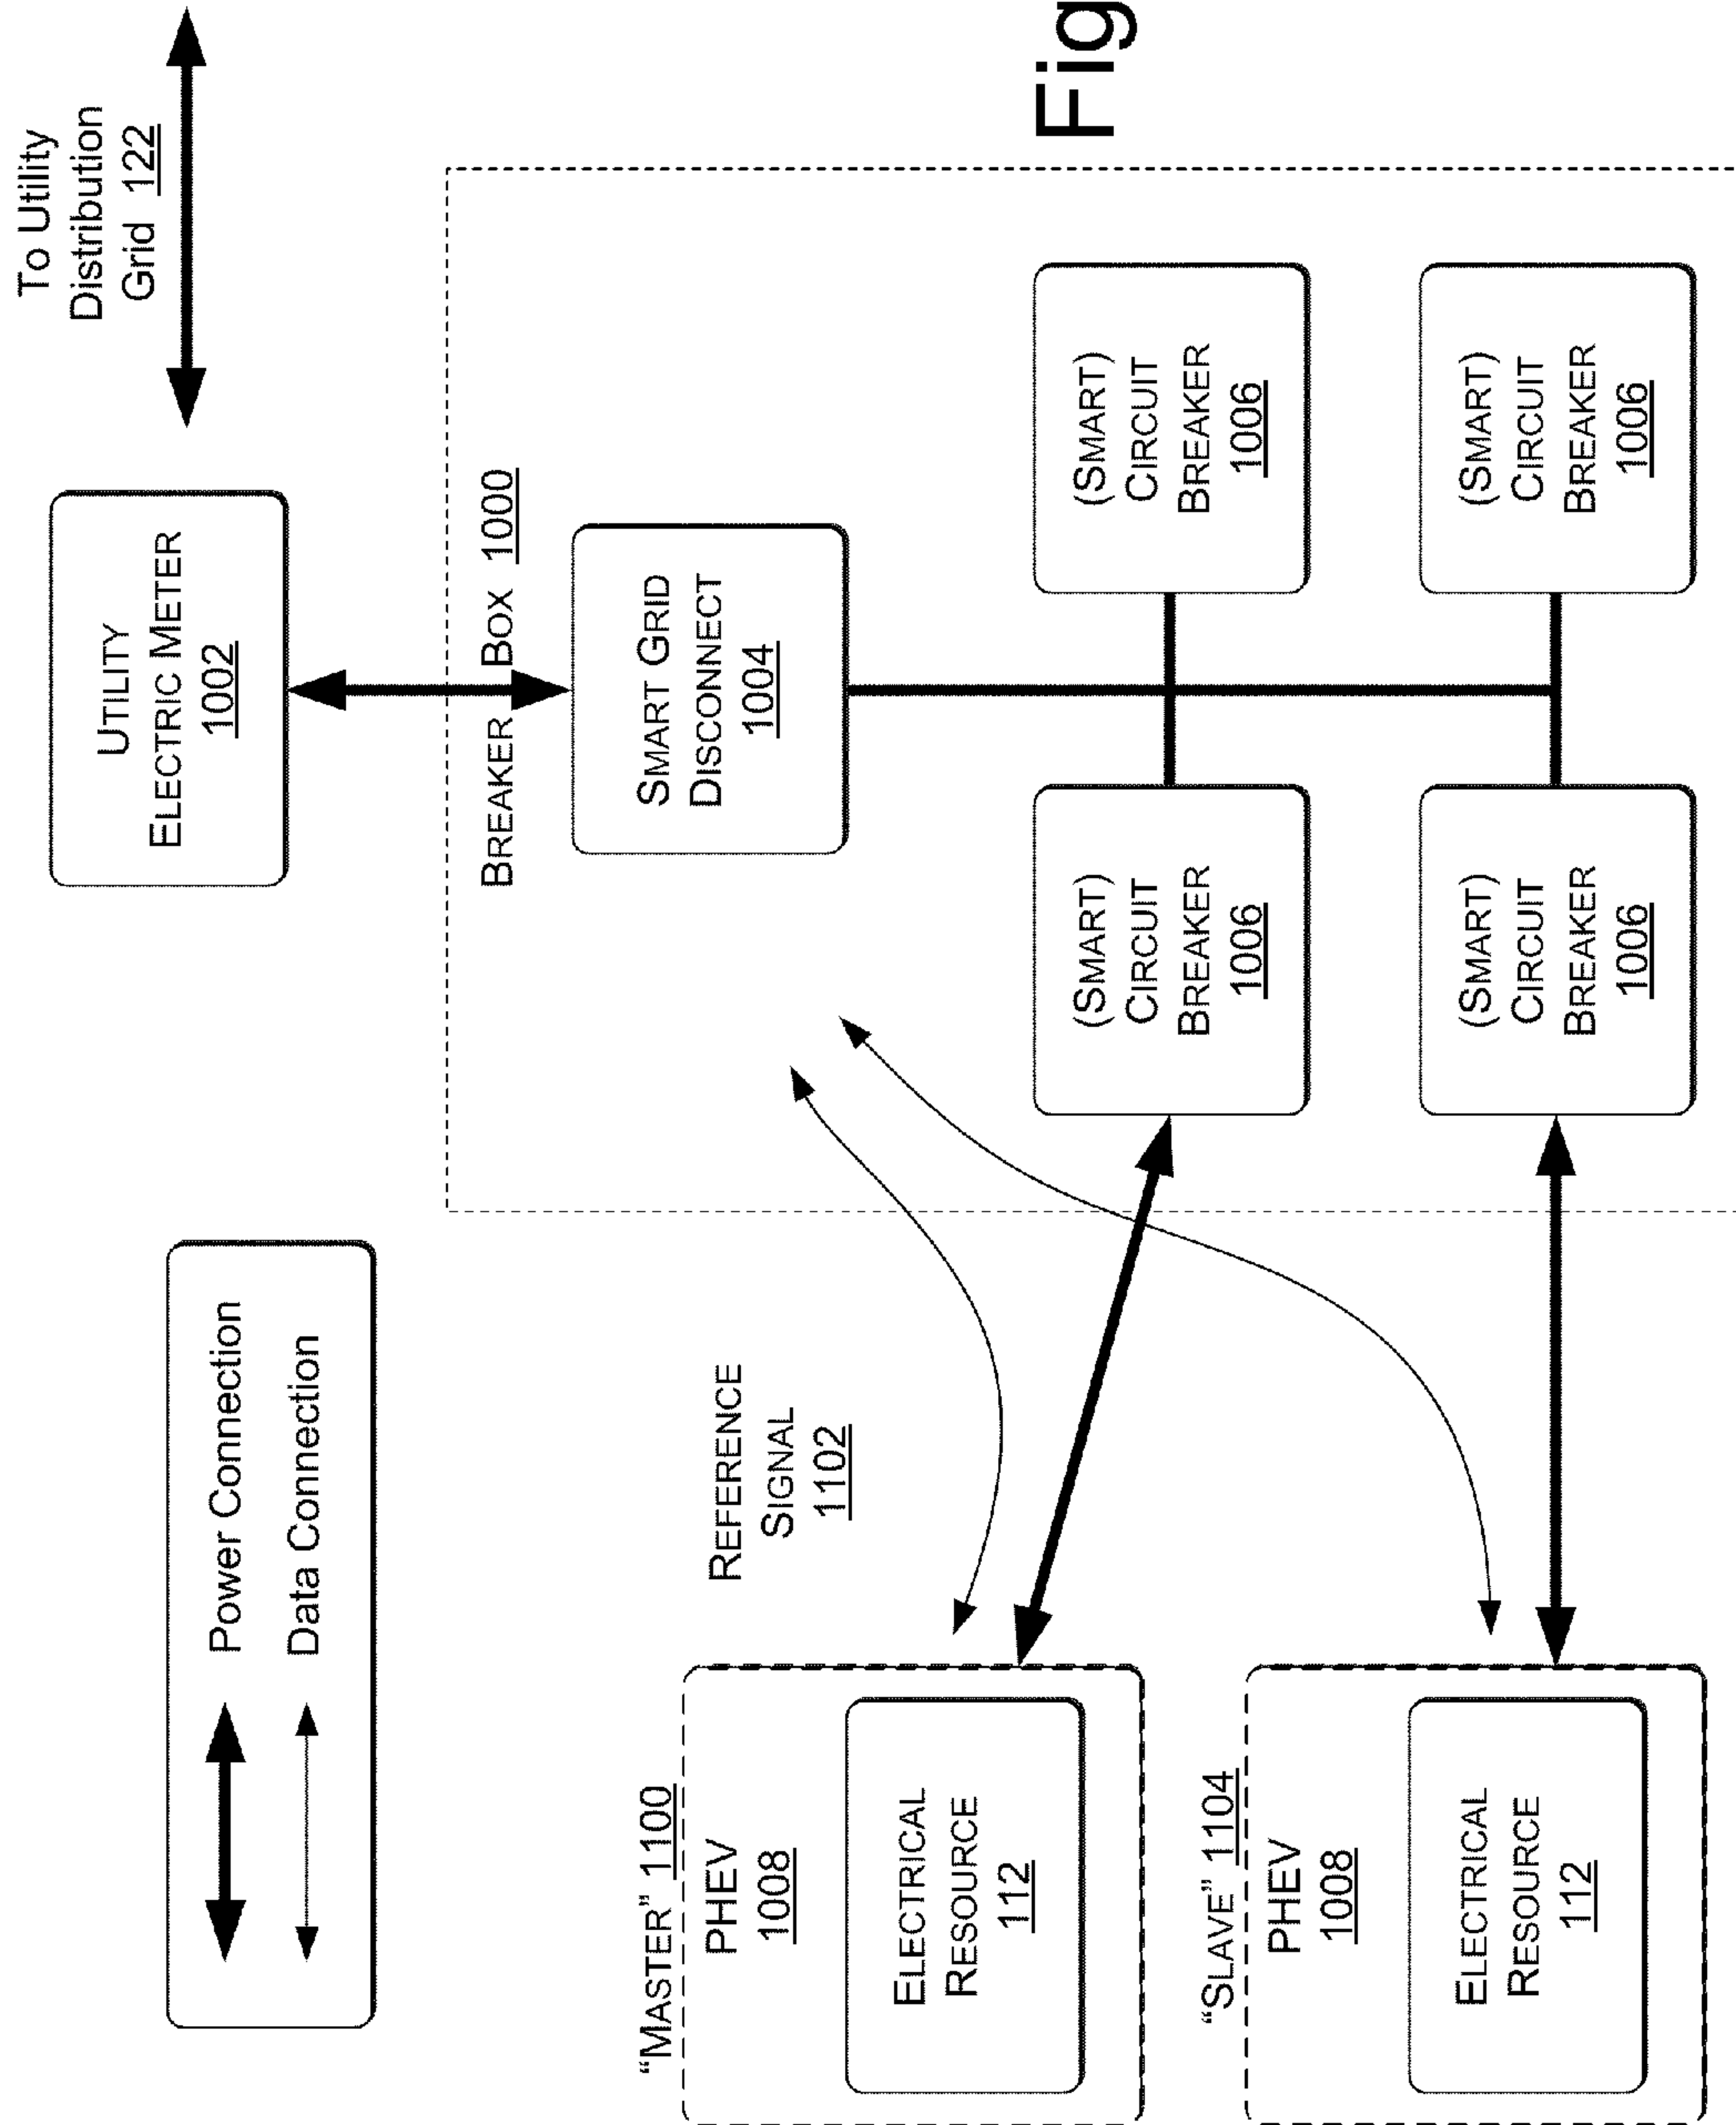 Power Connection
Data Connection
To Utility
Distribution
Grid 122
UTILITY
ELECTRIC METER
1002
BREAKER BOX 1000
SMART GRID
DISCONNECT
1004
REFERENCE
SIGNAL
1102
"MASTER" 1100
PHEV
1008
ELECTRICAL
RESOURCE
112
(SMART)
CIRCUIT
BREAKER
1006
(SMART)
CIRCUIT
BREAKER
1006
"SLAVE" 1104
PHEV
1008
ELECTRICAL
RESOURCE
112
(SMART)
CIRCUIT
BREAKER
1006
(SMART)
CIRCUIT
BREAKER
1006
Fig